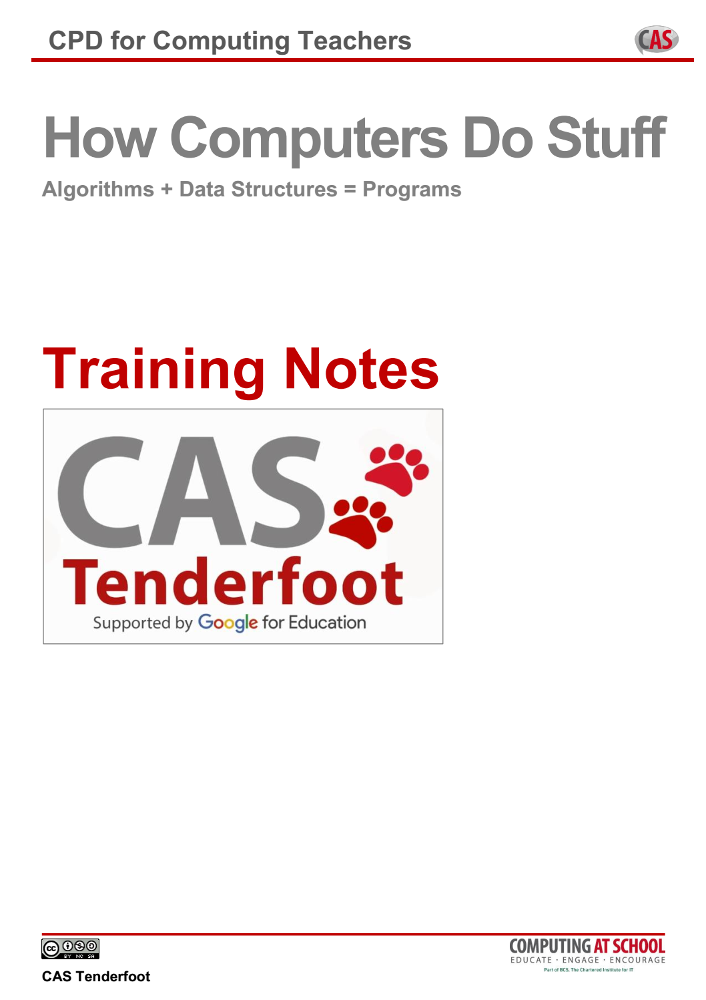 CPD for Computing Teachers
CAS
How Computers Do Stuff
Algorithms + Data Structures = Programs
Training Notes
CAS
Tenderfoot
Supported by Google for Education
cc
BY NC SA
COMPUTING AT SCHOOL
EDUCATE · ENGAGE · ENCOURAGE
Part of BCS, The Chartered Institute for IT
CAS Tenderfoot